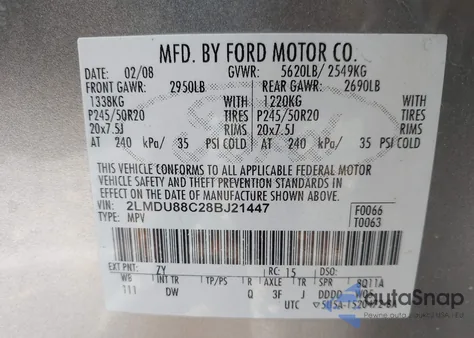 MFD. BY FORD MOTOR CO.
DATE: 02/08 GVWR: 5620LB/ 2549KG
FRONT GAWR: 2950LB REAR GAWR: 2690LB
1338KG WITH 1220KG WITH
P245/50R20 TIRES P245/50R20 TIRES
20x7.5J RIMS 20x7.5J RIMS
AT 240 kPa/ 35 PSI COLD AT 240 kPa/ 35 PSI COLD
THIS VEHICLE CONFORMS TO ALL APPLICABLE FEDERAL MOTOR
VEHICLE SAFETY AND THEFT PREVENTION STANDARDS IN
EFFECT ON THE DATE OF MANUFACTURE SHOWN ABOVE.
VIN: 2LMDU88C28BJ21447 F0066
TYPE: MPV T0063
EXT PNT: ZY RC: 15 DSO:
WB INT TR TP/PS R AXLE TR SPR 8Q11A
111 DW Q 3F J DDDD
UTC
autaSnap